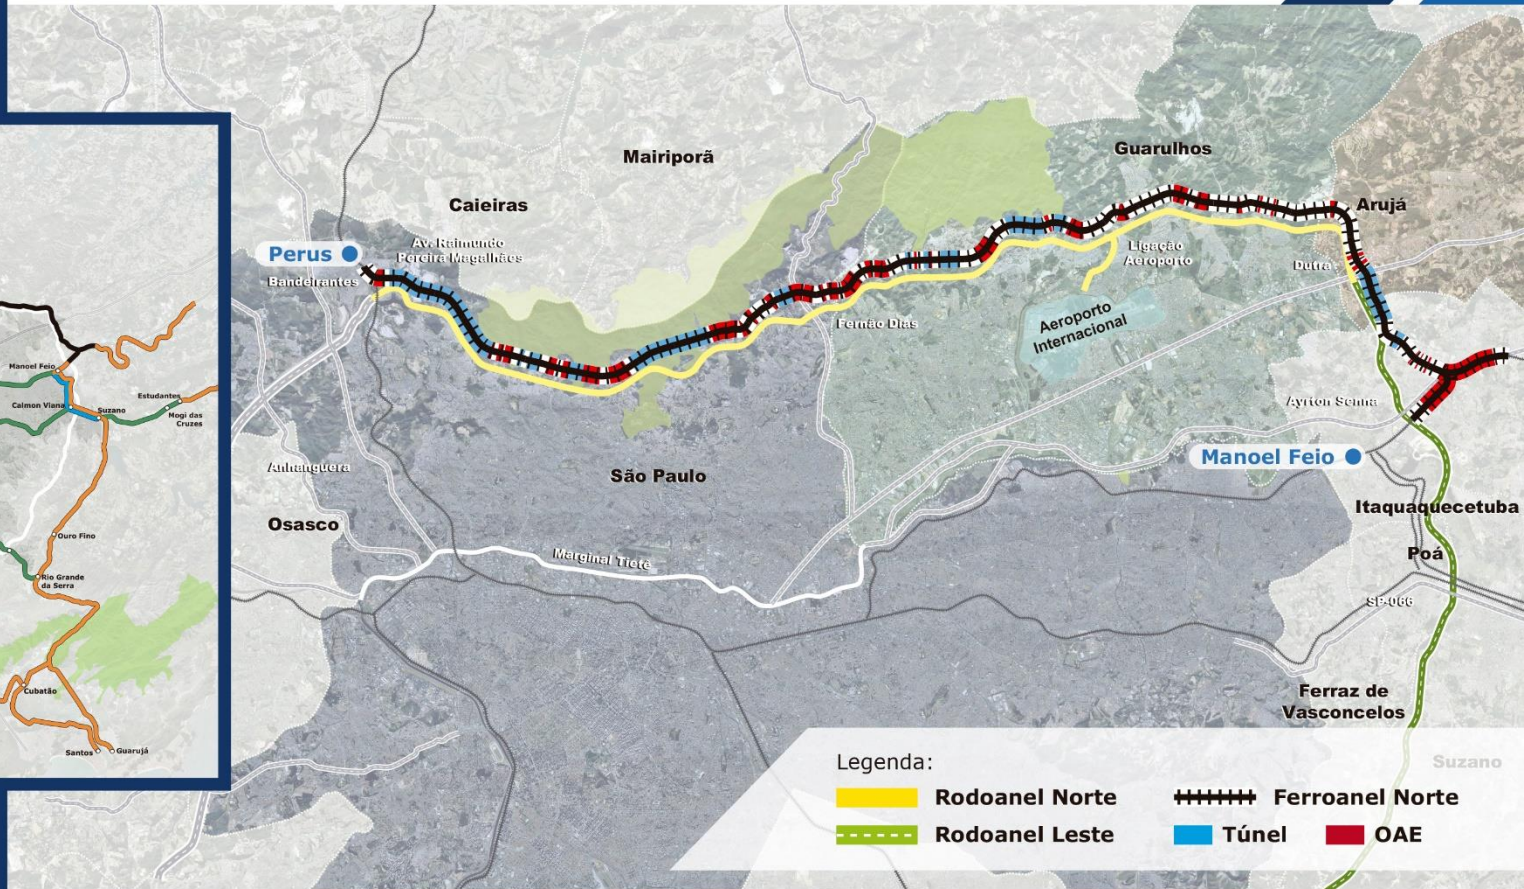 Mairiporã
Guarulhos
Caieiras
Arujá
Av. Raimundo
Pereira Magalhães
Perus
Bandeirantes
Ligação
Aeroporto
Dutra
Fernão Dias
Aeroporto
Internacional
Ayrton Senna
Manoel Feio
Anhanguera
São Paulo
Osasco
Itaquaquecetuba
Marginal Tietê
Poá
SP-066
Ferraz de
Vasconcelos
Suzano
Manoel Feio
Calmon Viana
Suzano
Estudantes
Mogi das
Cruzes
Ouro Fino
Rio Grande
da Serra
Cubatão
Santos
Guarujá
Legenda:
Rodoanel Norte
Ferroanel Norte
Rodoanel Leste
Túnel
OAE